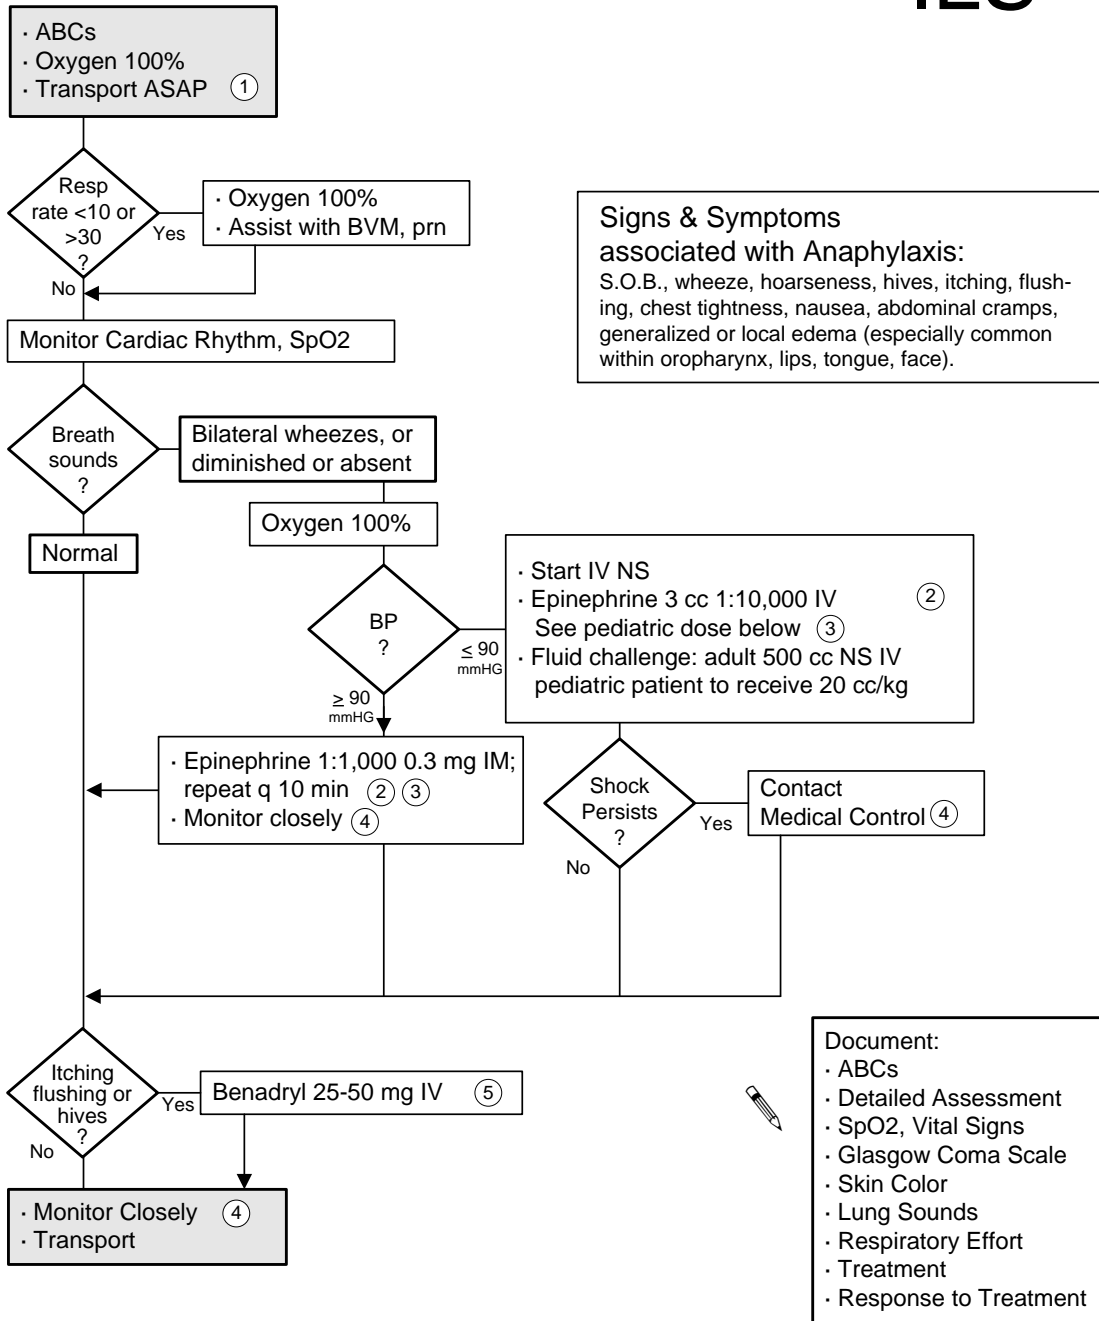 · ABCs
· Oxygen 100%
· Transport ASAP ①
Resp
rate <10 or
>30
?
Yes
No
· Oxygen 100%
· Assist with BVM, prn
Signs & Symptoms
associated with Anaphylaxis:
S.O.B., wheeze, hoarseness, hives, itching, flush-
ing, chest tightness, nausea, abdominal cramps,
generalized or local edema (especially common
within oropharynx, lips, tongue, face).
Monitor Cardiac Rhythm, SpO2
Breath
sounds
?
Bilateral wheezes, or
diminished or absent
Oxygen 100%
Normal
BP
?
≤ 90
mmHG
≥ 90
mmHG
· Start IV NS
· Epinephrine 3 cc 1:10,000 IV ②
See pediatric dose below ③
· Fluid challenge: adult 500 cc NS IV
pediatric patient to receive 20 cc/kg
· Epinephrine 1:1,000 0.3 mg IM;
repeat q 10 min ② ③
· Monitor closely ④
Shock
Persists
?
Yes
No
Contact
Medical Control ④
Itching
flushing or
hives
?
Yes
No
Benadryl 25-50 mg IV ⑤
· Monitor Closely ④
· Transport
Document:
· ABCs
· Detailed Assessment
· SpO2, Vital Signs
· Glasgow Coma Scale
· Skin Color
· Lung Sounds
· Respiratory Effort
· Treatment
· Response to Treatment